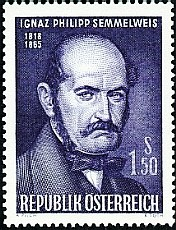 IGNAZ PHILIPP SEMMELWEIS
1818
1865
S
1.50
REPUBLIK ÖSTERREICH